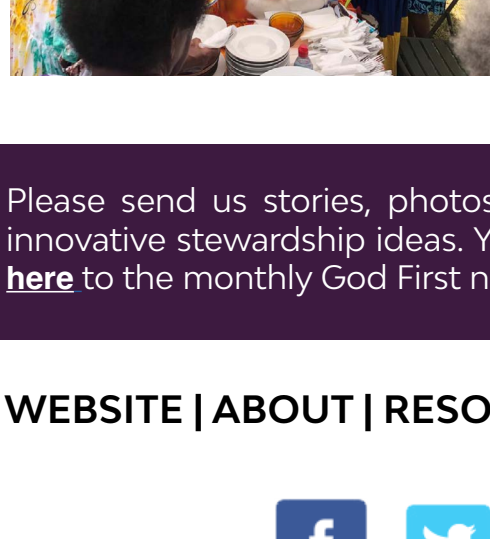 Please send us stories, photos
innovative stewardship ideas. Y
here to the monthly God First n
WEBSITE | ABOUT | RESO